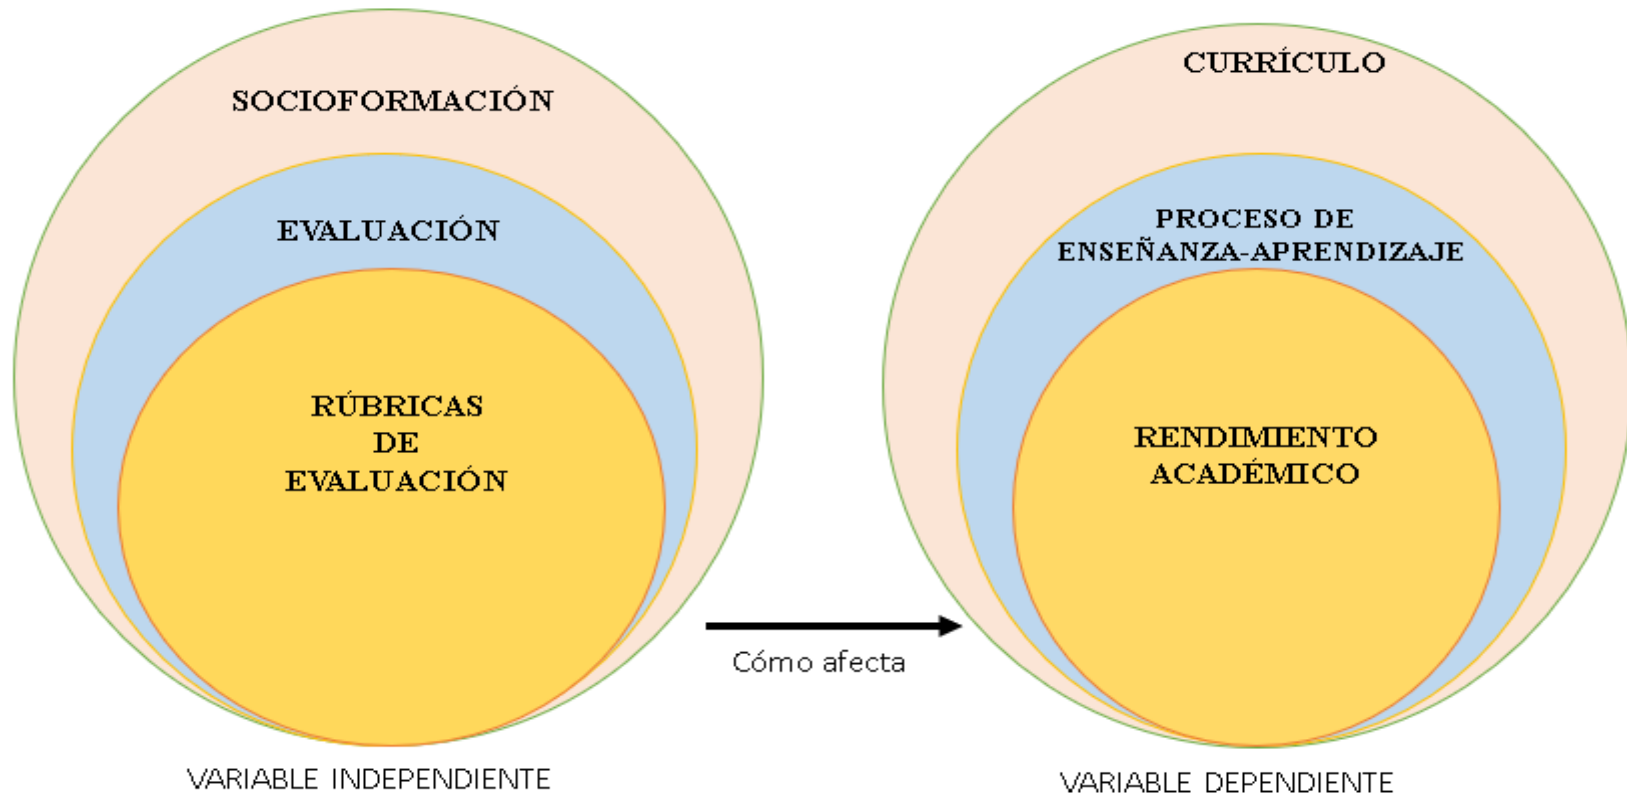 SOCIOFORMACIÓN
EVALUACIÓN
RÚBRICAS
DE
EVALUACIÓN
VARIABLE INDEPENDIENTE
Cómo afecta
CURRÍCULO
PROCESO DE
ENSEÑANZA-APRENDIZAJE
RENDIMIENTO
ACADÉMICO
VARIABLE DEPENDIENTE